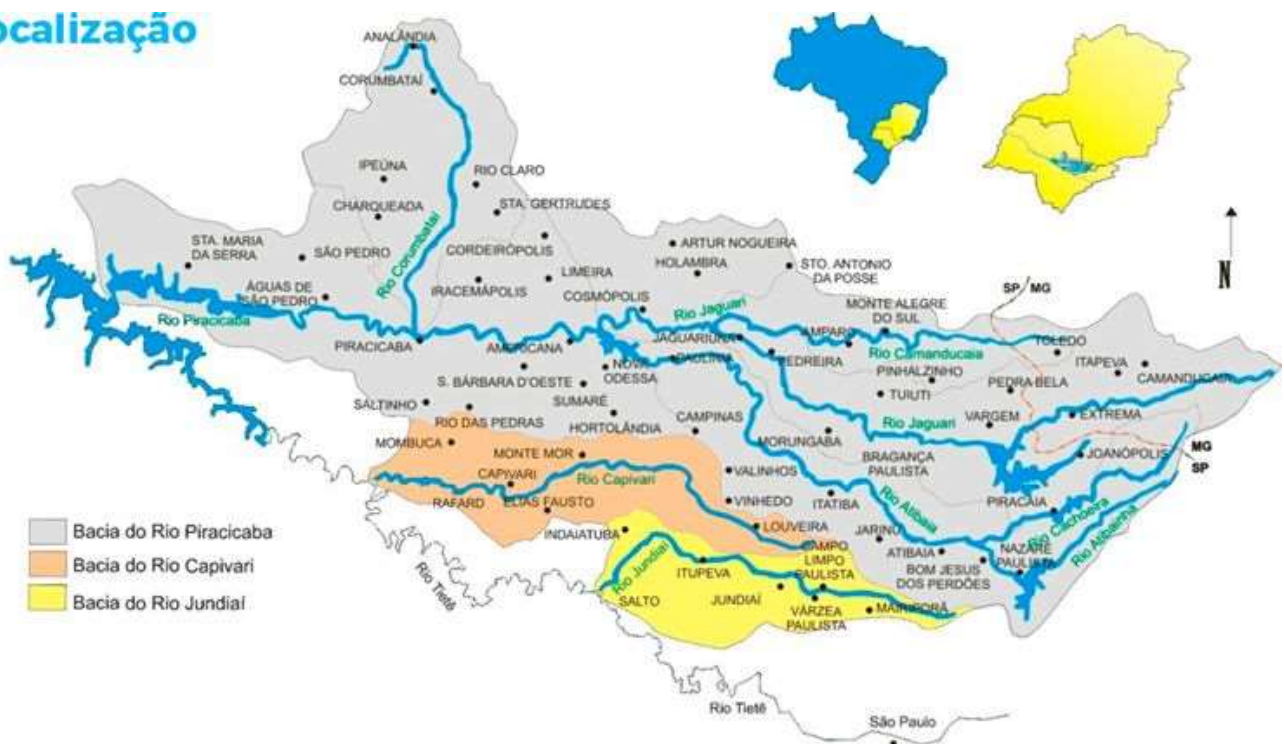 ocalização
ANALÂNDIA
CORUMBATAÍ
IPEÚNA
RIO CLARO
CHARQUEADA
STA. GERTRUDES
Rio Corumbataí
STA. MARIA
DA SERRA
SÃO PEDRO
CORDEIRÓPOLIS
ARTUR NOGUEIRA
HOLAMBRA
STO. ANTONIO
DA POSSE
ÁGUAS DE
SÃO PEDRO
IRACEMÁPOLIS
LIMEIRA
COSMÓPOLIS
Rio Jaguari
MONTE ALEGRE
DO SUL
SP
MG
N
Rio Piracicaba
PIRACICABA
AMERICANA
JAGUARIUNA
AMPARO
TOLEDO
PAULÍNIA
PEDREIRA
Rio Camanducaia
ITAPEVA
NOVA
ODESSA
PINHALZINHO
PEDRA BELA
CAMANDUCAIA
S. BÁRBARA D'OESTE
TUIUTI
SALTINHO
SUMARÉ
RIO DAS PEDRAS
HORTOLÂNDIA
CAMPINAS
Rio Jaguari
VARGEM
EXTREMA
MOMBUCA
MONTE MOR
MORUNGABA
BRAGANÇA
PAULISTA
JOANÓPOLIS
MG
SP
CAPIVARI
Rio Capivari
VALINHOS
RAFARD
ELIAS FAUSTO
VINHEDO
ITATIBA
Rio Atibaia
PIRACAIA
Rio Cachoeira
INDAIATUBA
LOUVEIRA
JARINU
ATIBAIA
NAZARÉ
PAULISTA
Rio Atibainha
CAMPO
LIMPO
PAULISTA
BOM JESUS
DOS PERDÕES
Rio Jundiaí
ITUPEVA
SALTO
JUNDIAÍ
VÁRZEA
PAULISTA
MAIRIPORÃ
Bacia do Rio Piracicaba
Bacia do Rio Capivari
Bacia do Rio Jundiaí
Rio Tietê
Rio Tietê
São Paulo